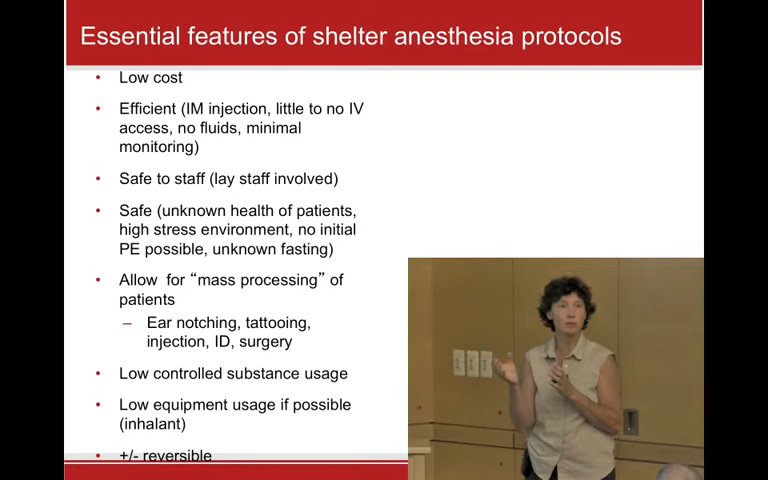 Essential features of shelter anesthesia protocols
• Low cost
• Efficient (IM injection, little to no IV
access, no fluids, minimal
monitoring)
• Safe to staff (lay staff involved)
• Safe (unknown health of patients,
high stress environment, no initial
PE possible, unknown fasting)
• Allow for “mass processing” of
patients
– Ear notching, tattooing,
injection, ID, surgery
• Low controlled substance usage
• Low equipment usage if possible
(inhalant)
• +/- reversible